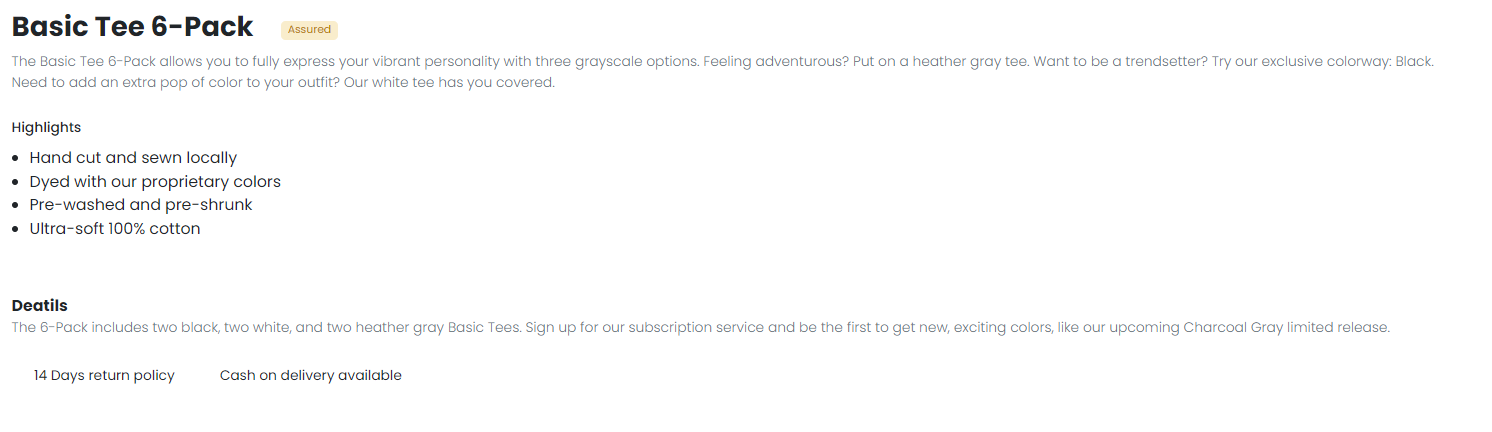 Basic Tee 6-Pack Assured
The Basic Tee 6-Pack allows you to fully express your vibrant personality with three grayscale options. Feeling adventurous? Put on a heather gray tee. Want to be a trendsetter? Try our exclusive colorway: Black.
Need to add an extra pop of color to your outfit? Our white tee has you covered.
Highlights
• Hand cut and sewn locally
• Dyed with our proprietary colors
• Pre-washed and pre-shrunk
• Ultra-soft 100% cotton
Deatils
The 6-Pack includes two black, two white, and two heather gray Basic Tees. Sign up for our subscription service and be the first to get new, exciting colors, like our upcoming Charcoal Gray limited release.
14 Days return policy Cash on delivery available